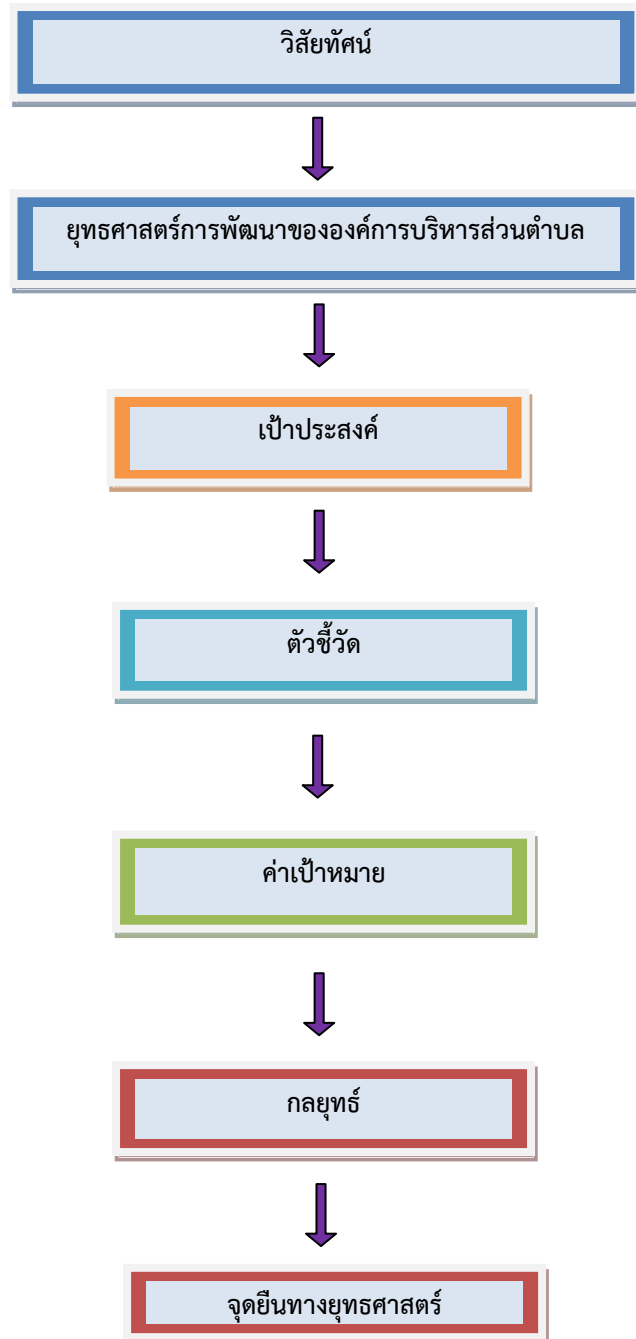 วิสัยทัศน์
ยุทธศาสตร์การพัฒนาขององค์การบริหารส่วนตำบล
เป้าประสงค์
ตัวชี้วัด
ค่าเป้าหมาย
กลยุทธ์
จุดยืนทางยุทธศาสตร์